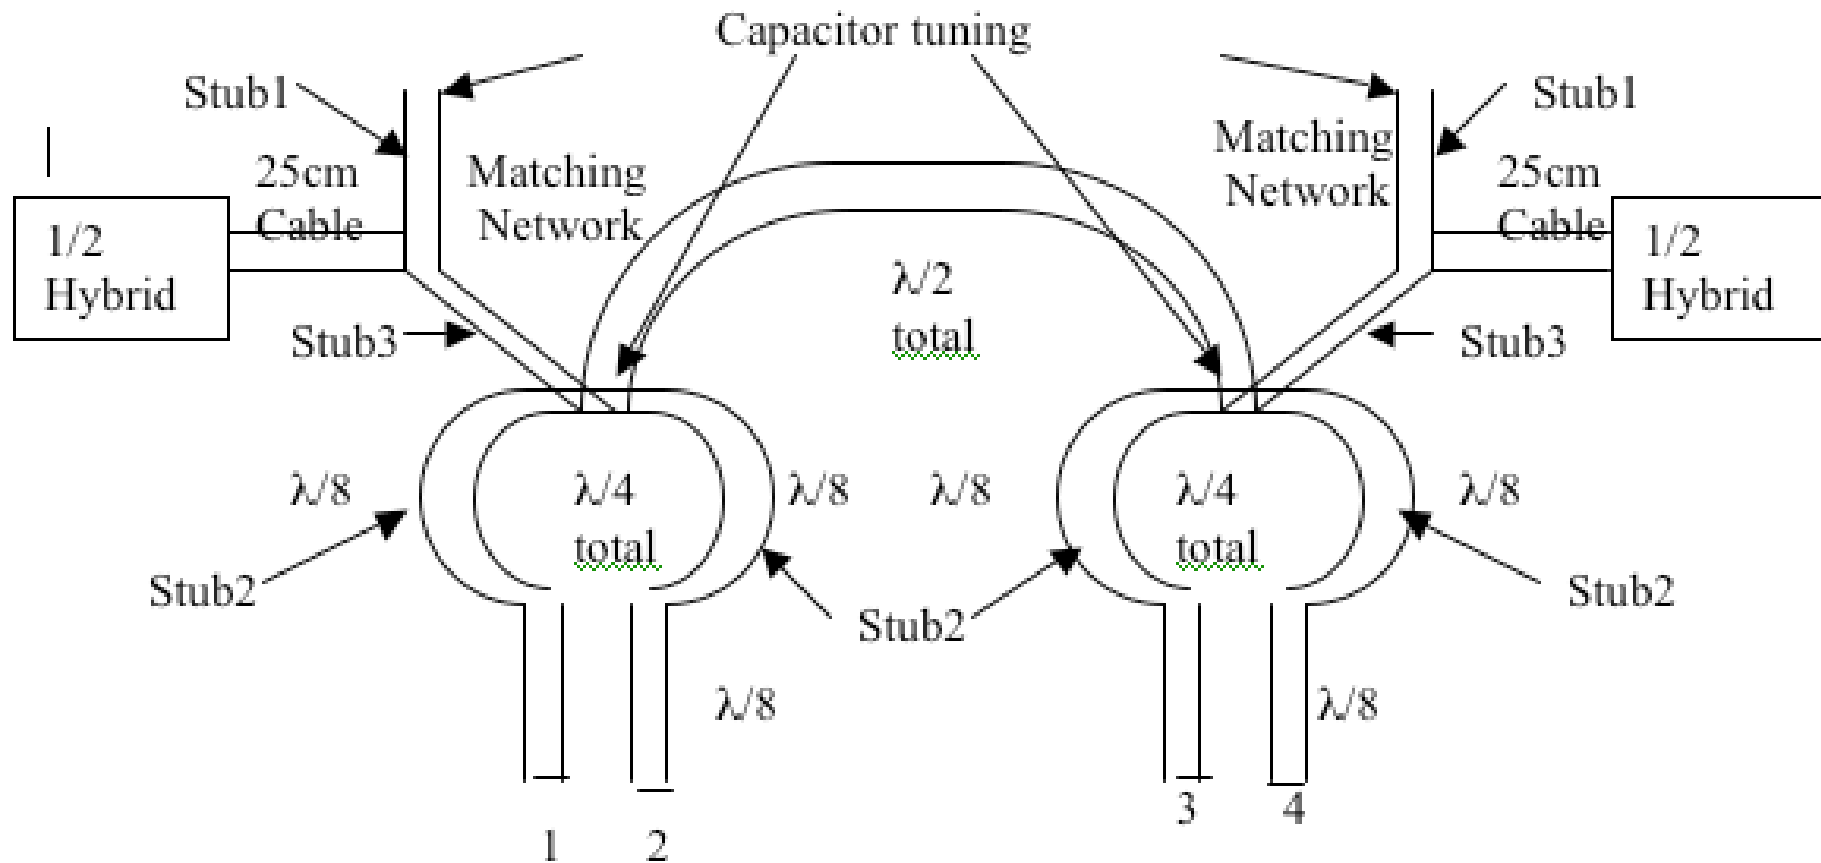 Capacitor tuning
Stub1
Stub1
25cm
Cable
Matching
Network
Matching
Network
25cm
Cable
1/2
Hybrid
1/2
Hybrid
λ/2
total
Stub3
Stub3
λ/8
λ/4
total
λ/8
λ/8
λ/4
total
λ/8
Stub2
Stub2
Stub2
λ/8
λ/8
1
2
3
4